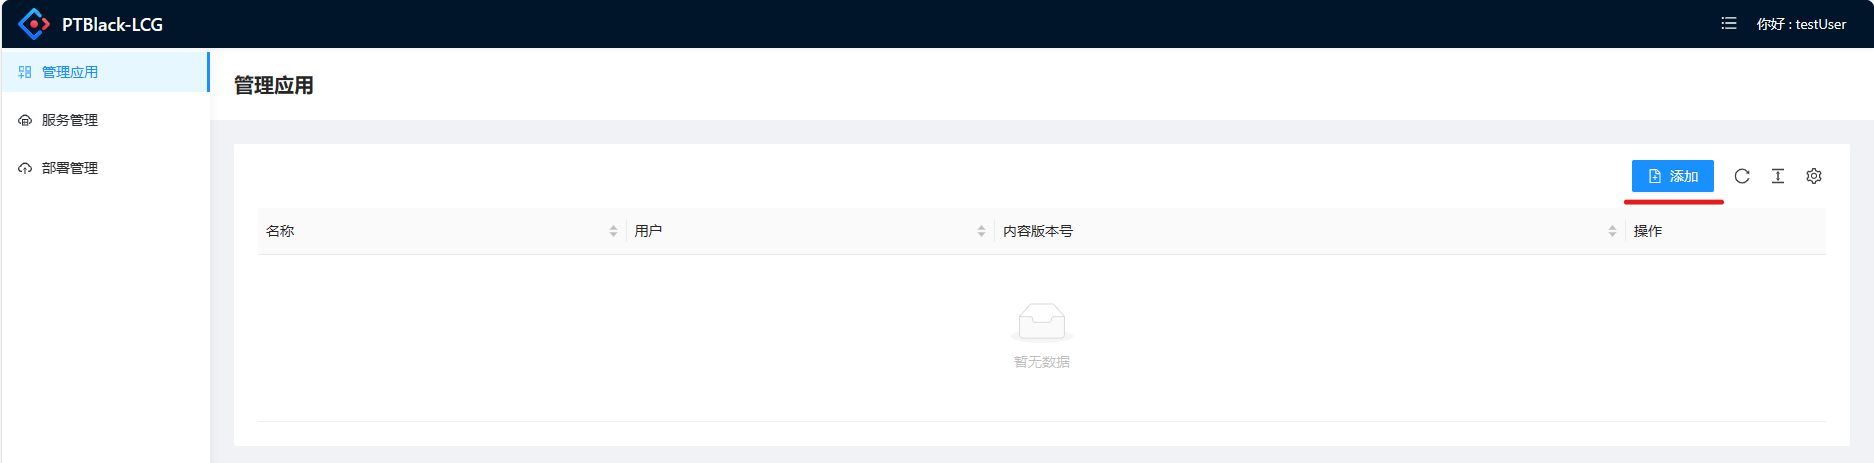 PTBlack-LCG
你好 : testUser
管理应用
服务管理
部署管理
管理应用
添加
名称 用户 内容版本号 操作
暂无数据